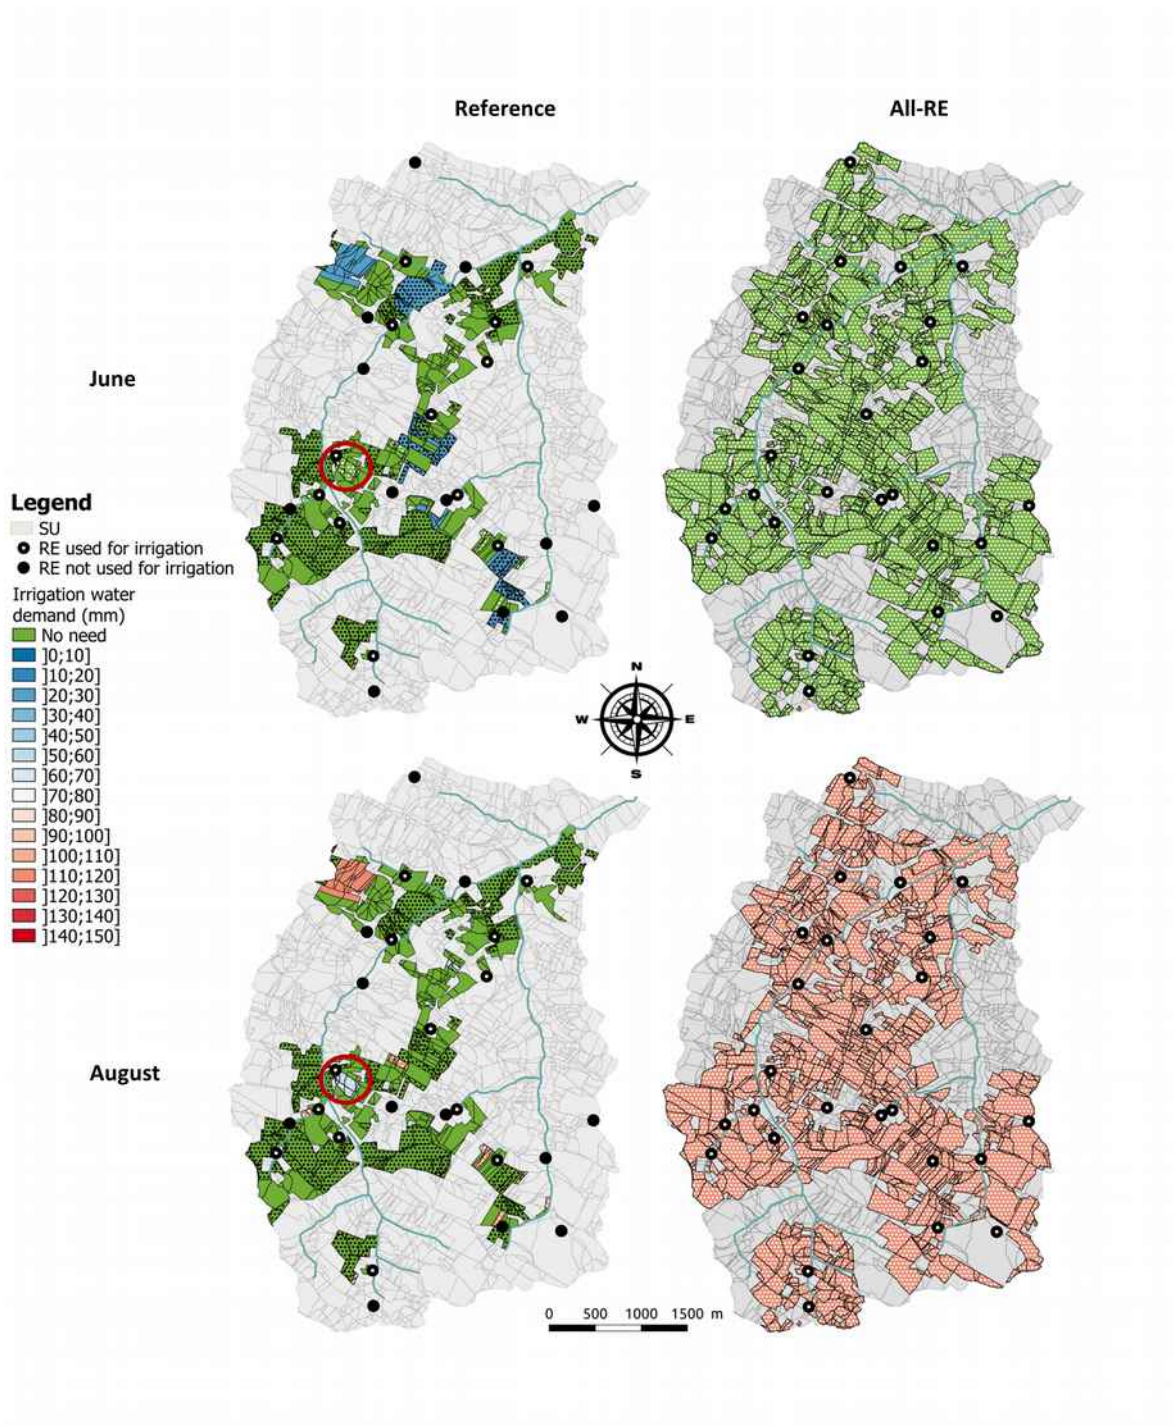 Reference
All-RE
June
Legend
SU
RE used for irrigation
RE not used for irrigation
Irrigation water
demand (mm)
No need
]0;10]
]10;20]
]20;30]
]30;40]
]40;50]
]50;60]
]60;70]
]70;80]
]80;90]
]90;100]
]100;110]
]110;120]
]120;130]
]130;140]
]140;150]
N
W
E
S
August
0 500 1000 1500 m